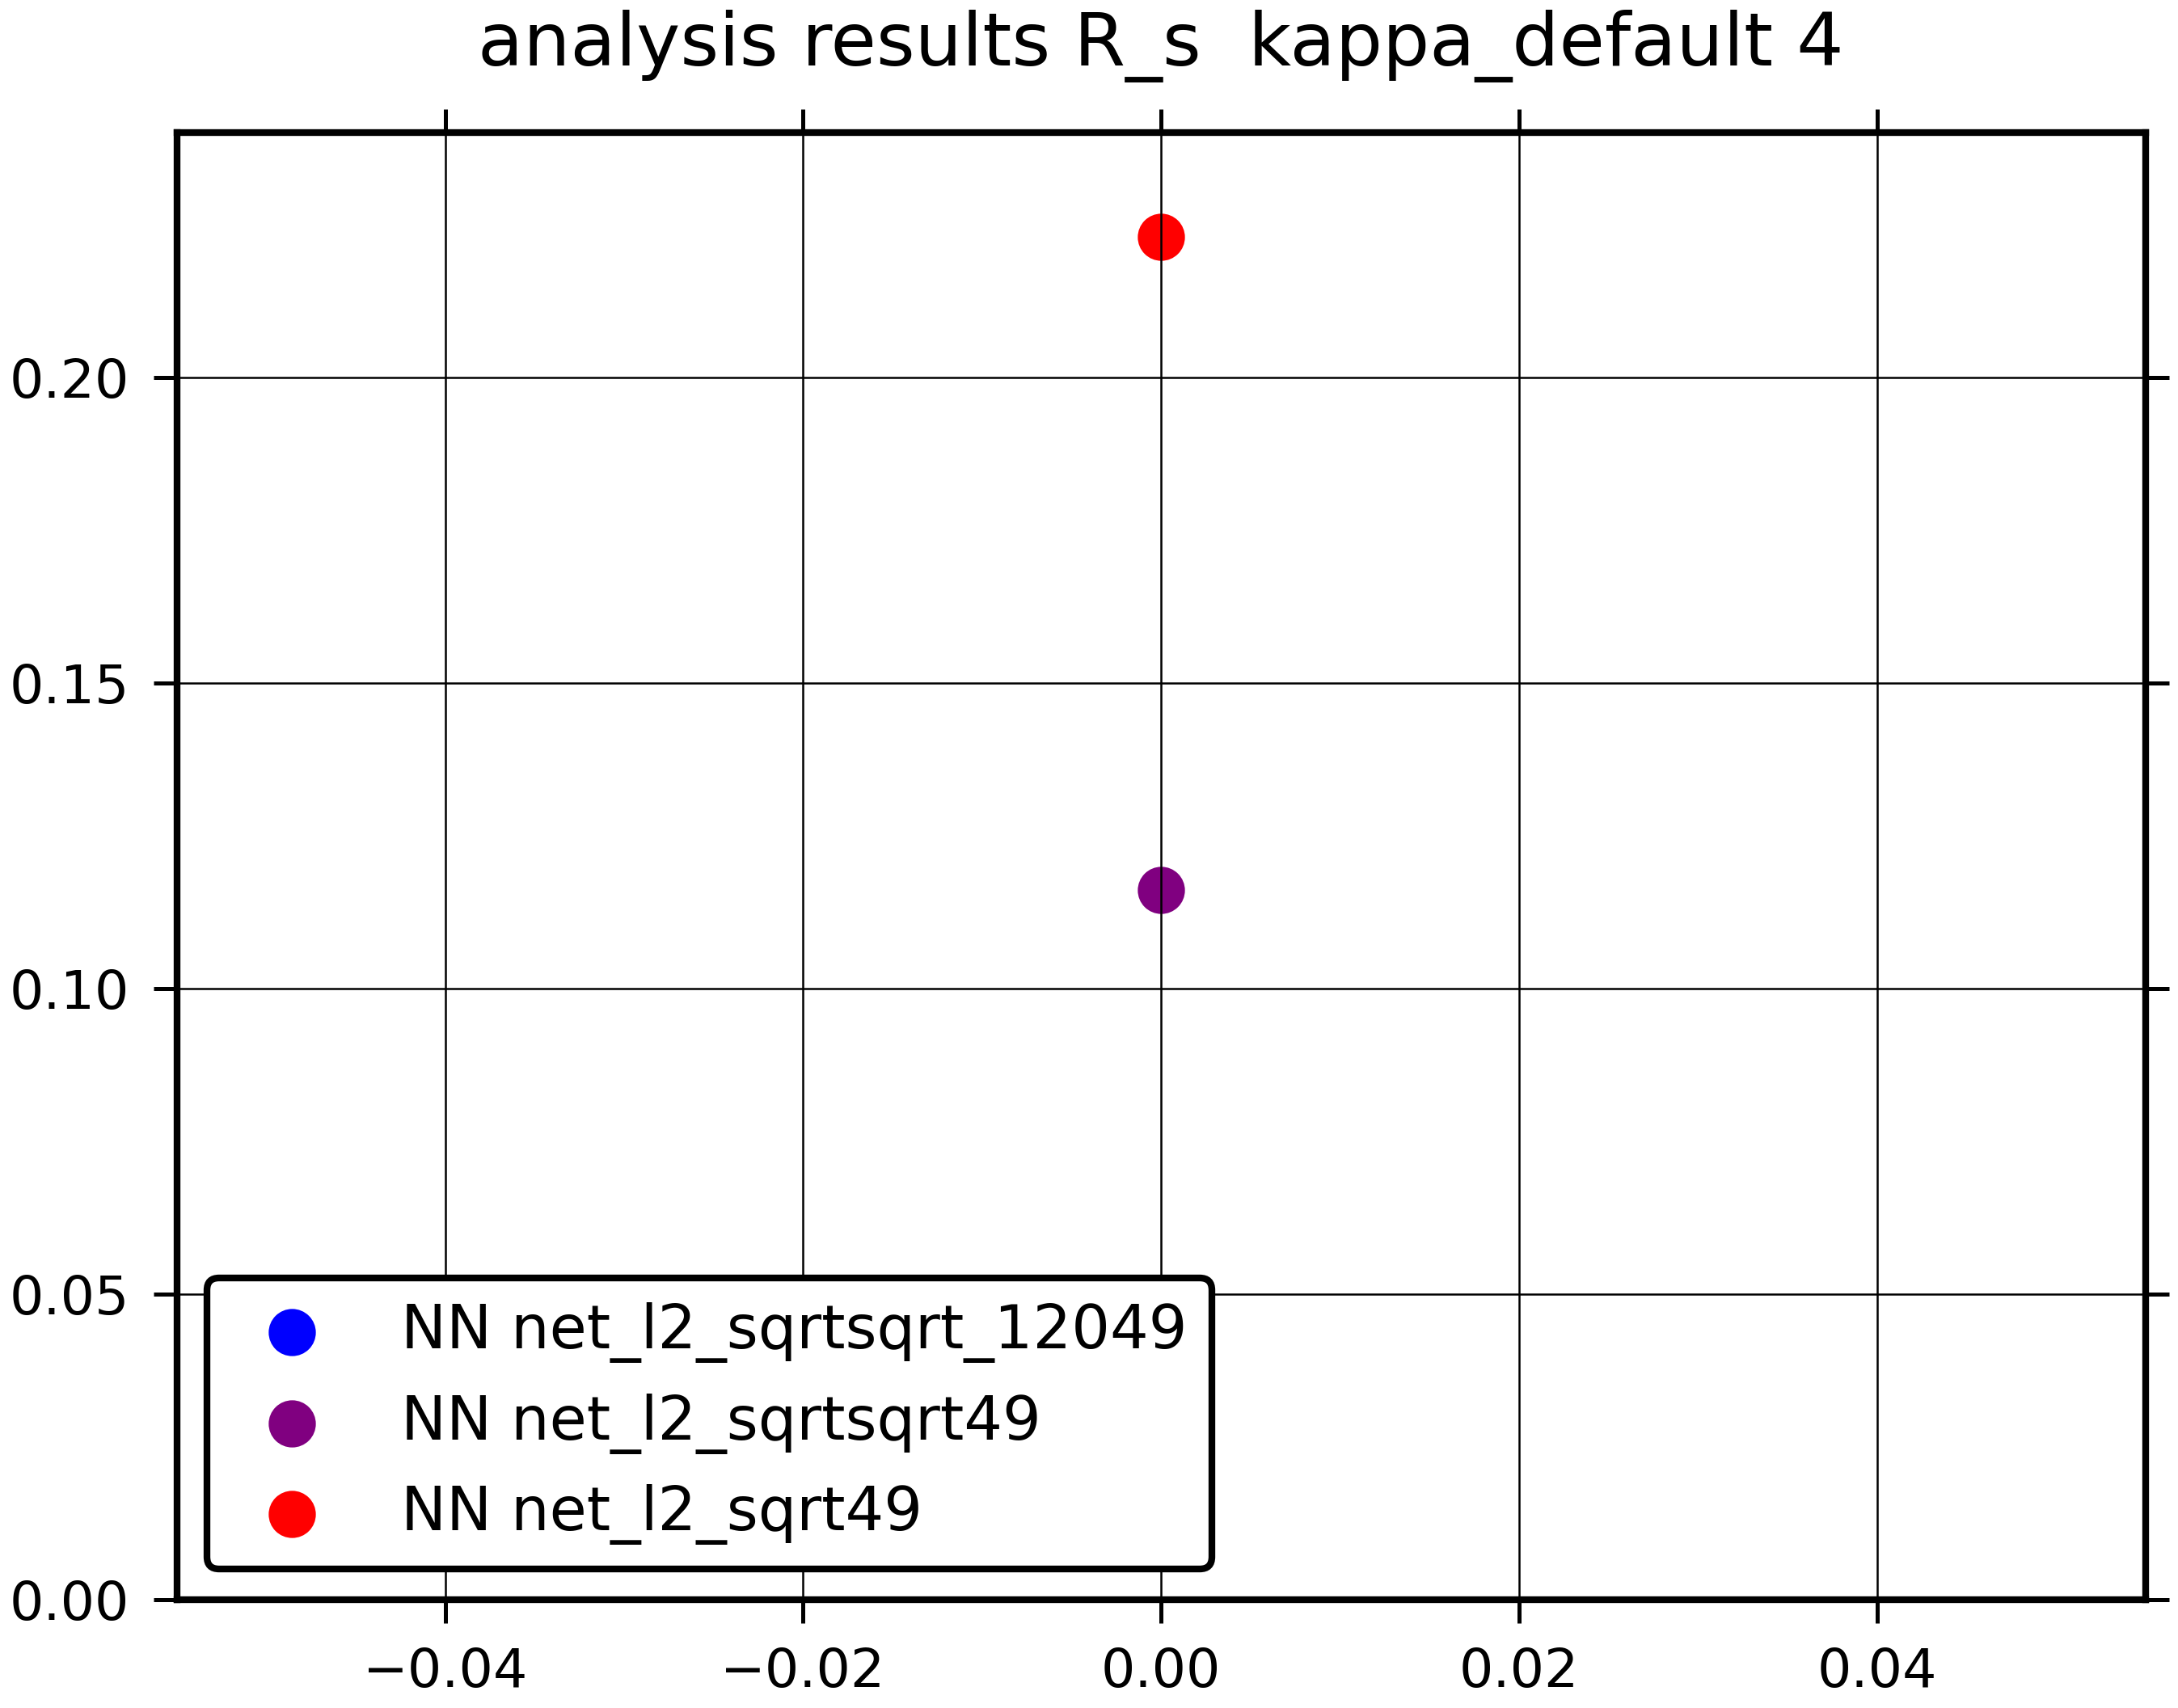 analysis results R_s  kappa_default 4
0.20
0.15
0.10
0.05
0.00
NN net_l2_sqrtsqrt_12049
NN net_l2_sqrtsqrt49
NN net_l2_sqrt49
−0.04 −0.02 0.00 0.02 0.04